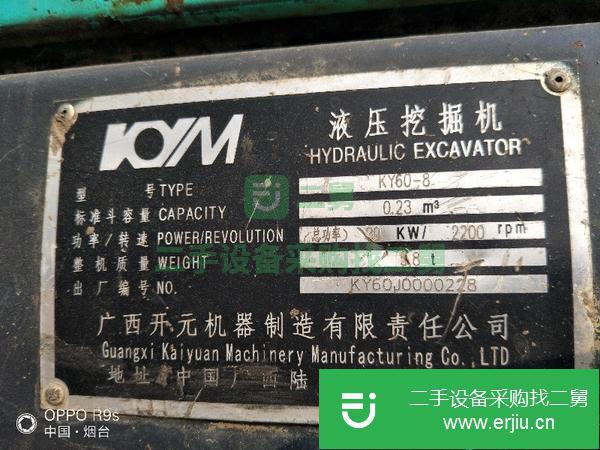 KOYM
液压挖掘机
HYDRAULIC EXCAVATOR
型号 TYPE KY60-8
标准斗容量 CAPACITY 0.23 m³
功率/转速 POWER/REVOLUTION (总功率) KW/ 2200 rpm
整机质量 WEIGHT 8 t
出厂编号 NO. KY60J0000228
广西开元机器制造有限责任公司
Guangxi Kaiyuan Machinery Manufacturing Co.,LTD
地址:中国广西 陆
二舅
二手设备采购找二舅
OPPO R9s
中国·烟台
二手设备采购找二舅
www.erjiu.cn